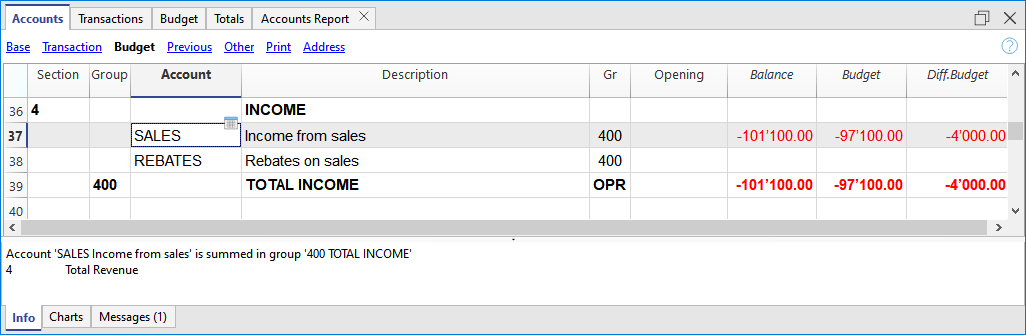 Accounts Transactions Budget Totals Accounts Report
Base Transaction Budget Previous Other Print Address ?
Section Group Account Description Gr Opening Balance Budget Diff.Budget
36 4 INCOME
37 SALES Income from sales 400 -101’100.00 -97’100.00 -4’000.00
38 REBATES Rebates on sales 400
39 400 TOTAL INCOME OPR -101’100.00 -97’100.00 -4’000.00
40
Account 'SALES Income from sales' is summed in group '400 TOTAL INCOME'
4 Total Revenue
Info Charts Messages (1)